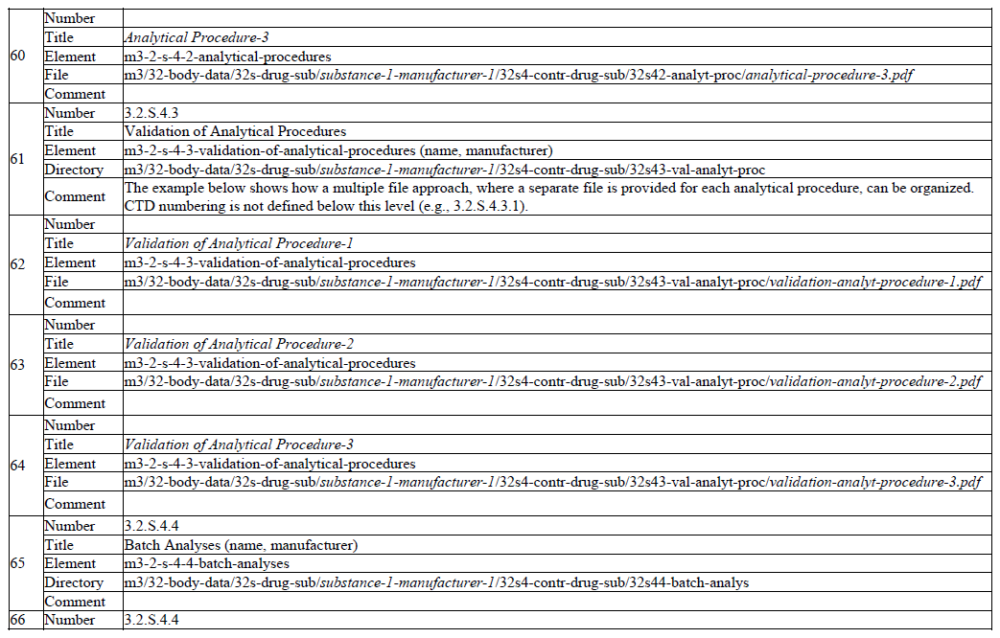 60
Number
Title Analytical Procedure-3
Element m3-2-s-4-2-analytical-procedures
File m3/32-body-data/32s-drug-sub/substance-1-manufacturer-1/32s4-contr-drug-sub/32s42-analyt-proc/analytical-procedure-3.pdf
Comment
61
Number 3.2.S.4.3
Title Validation of Analytical Procedures
Element m3-2-s-4-3-validation-of-analytical-procedures (name, manufacturer)
Directory m3/32-body-data/32s-drug-sub/substance-1-manufacturer-1/32s4-contr-drug-sub/32s43-val-analyt-proc
Comment The example below shows how a multiple file approach, where a separate file is provided for each analytical procedure, can be organized.
CTD numbering is not defined below this level (e.g., 3.2.S.4.3.1).
62
Number
Title Validation of Analytical Procedure-1
Element m3-2-s-4-3-validation-of-analytical-procedures
File m3/32-body-data/32s-drug-sub/substance-1-manufacturer-1/32s4-contr-drug-sub/32s43-val-analyt-proc/validation-analyt-procedure-1.pdf
Comment
63
Number
Title Validation of Analytical Procedure-2
Element m3-2-s-4-3-validation-of-analytical-procedures
File m3/32-body-data/32s-drug-sub/substance-1-manufacturer-1/32s4-contr-drug-sub/32s43-val-analyt-proc/validation-analyt-procedure-2.pdf
Comment
64
Number
Title Validation of Analytical Procedure-3
Element m3-2-s-4-3-validation-of-analytical-procedures
File m3/32-body-data/32s-drug-sub/substance-1-manufacturer-1/32s4-contr-drug-sub/32s43-val-analyt-proc/validation-analyt-procedure-3.pdf
Comment
65
Number 3.2.S.4.4
Title Batch Analyses (name, manufacturer)
Element m3-2-s-4-4-batch-analyses
Directory m3/32-body-data/32s-drug-sub/substance-1-manufacturer-1/32s4-contr-drug-sub/32s44-batch-analys
Comment
66 Number 3.2.S.4.4